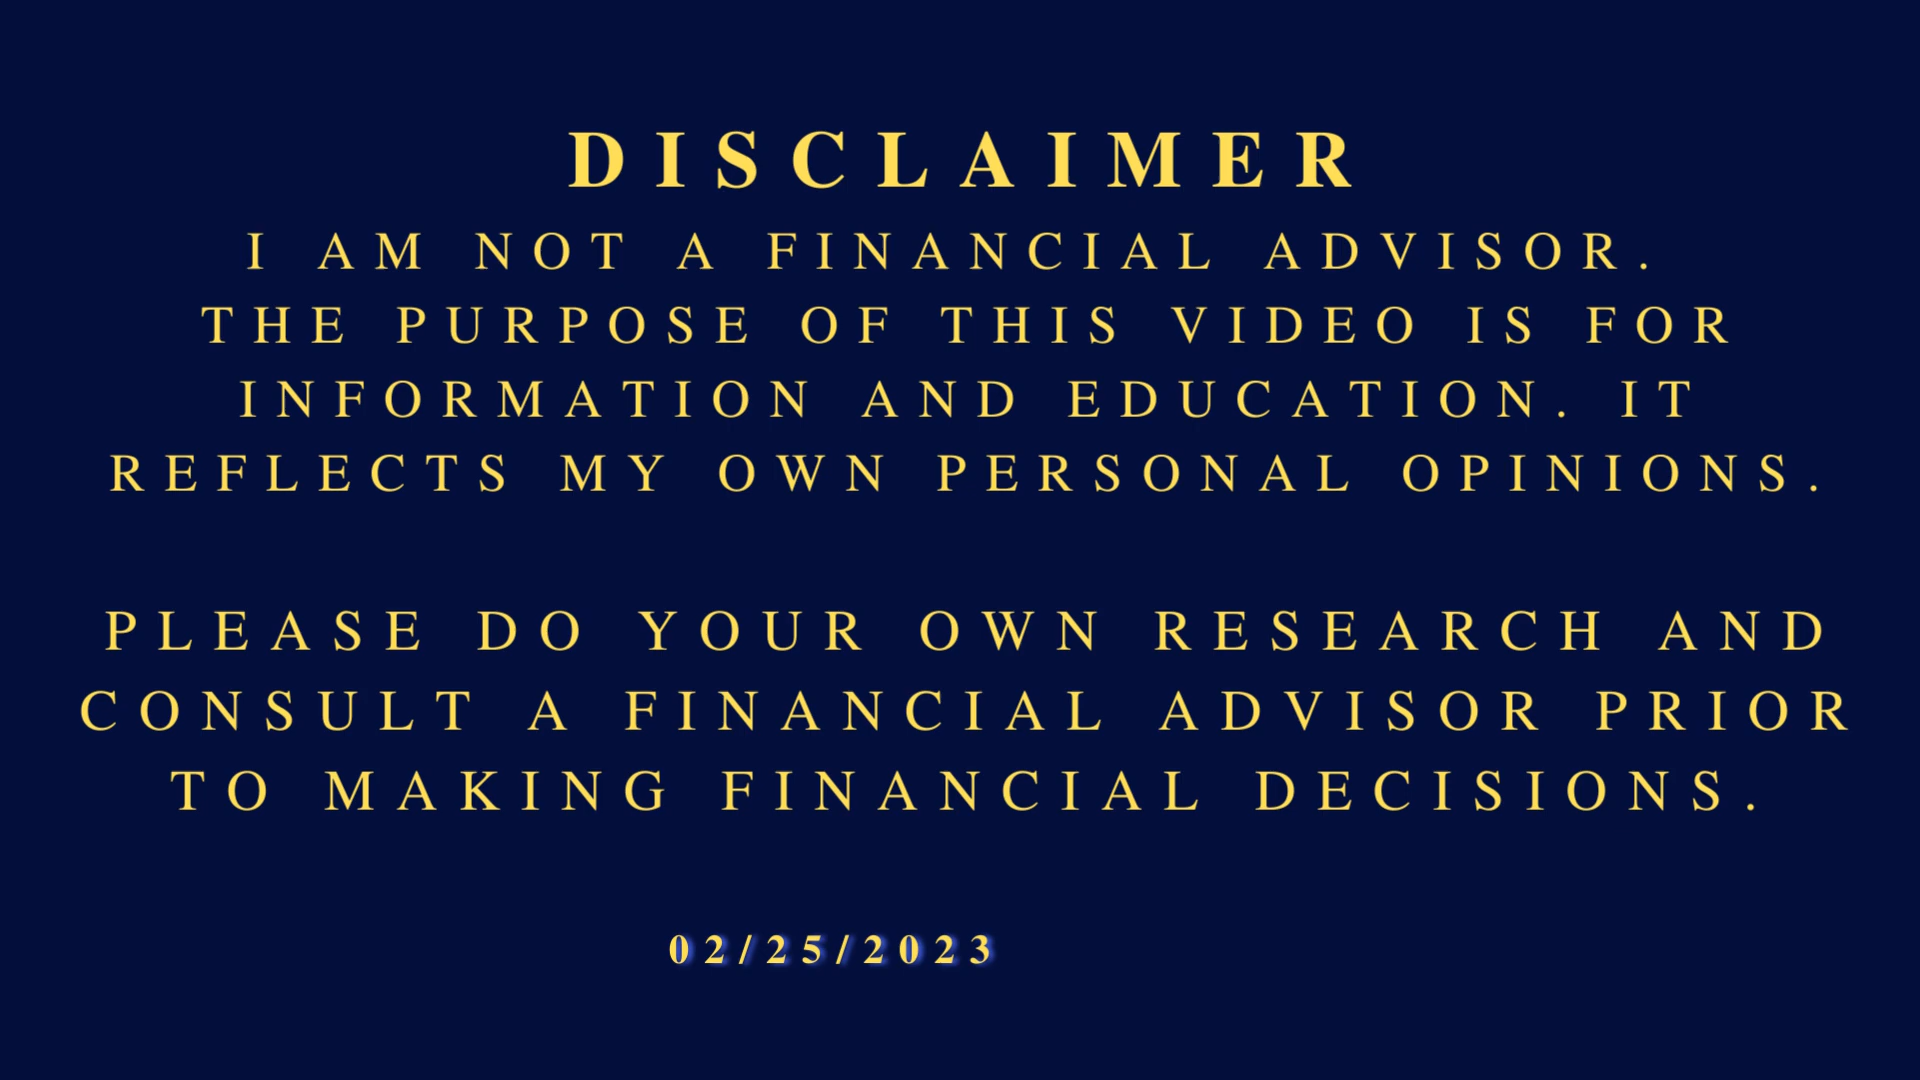 DISCLAIMER
I AM NOT A FINANCIAL ADVISOR.
THE PURPOSE OF THIS VIDEO IS FOR
INFORMATION AND EDUCATION. IT
REFLECTS MY OWN PERSONAL OPINIONS.
PLEASE DO YOUR OWN RESEARCH AND
CONSULT A FINANCIAL ADVISOR PRIOR
TO MAKING FINANCIAL DECISIONS.
02/25/2023